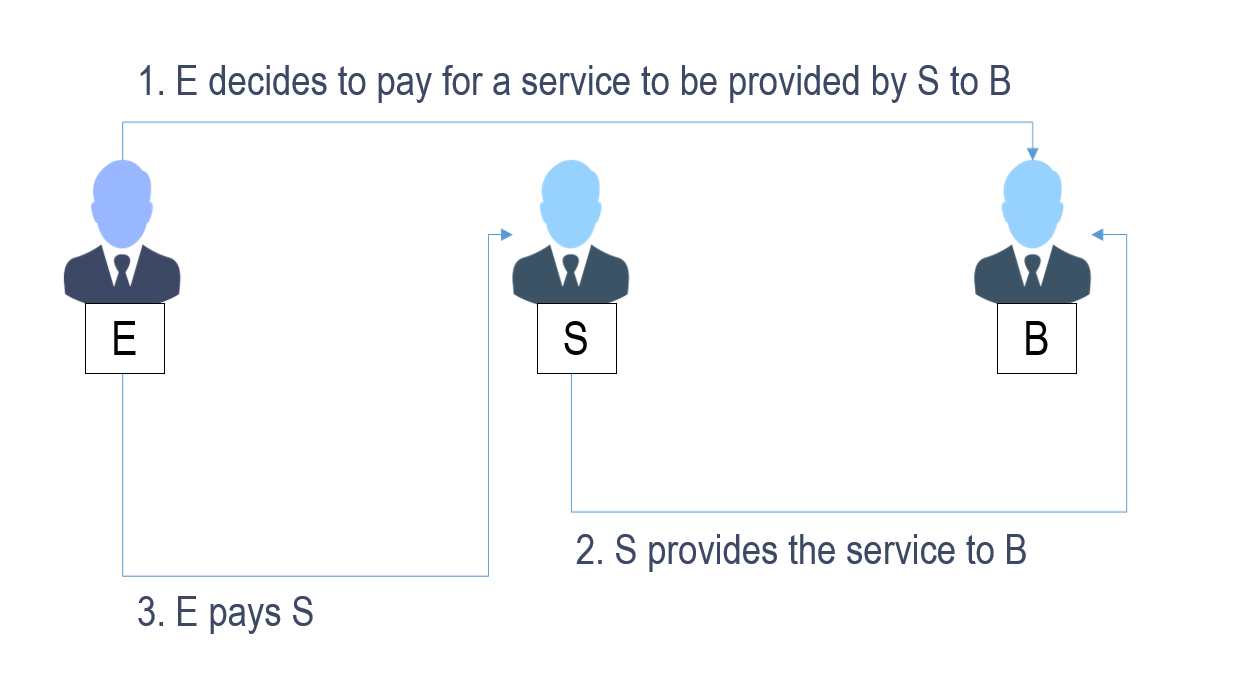 1. E decides to pay for a service to be provided by S to B
E
S
B
2. S provides the service to B
3. E pays S